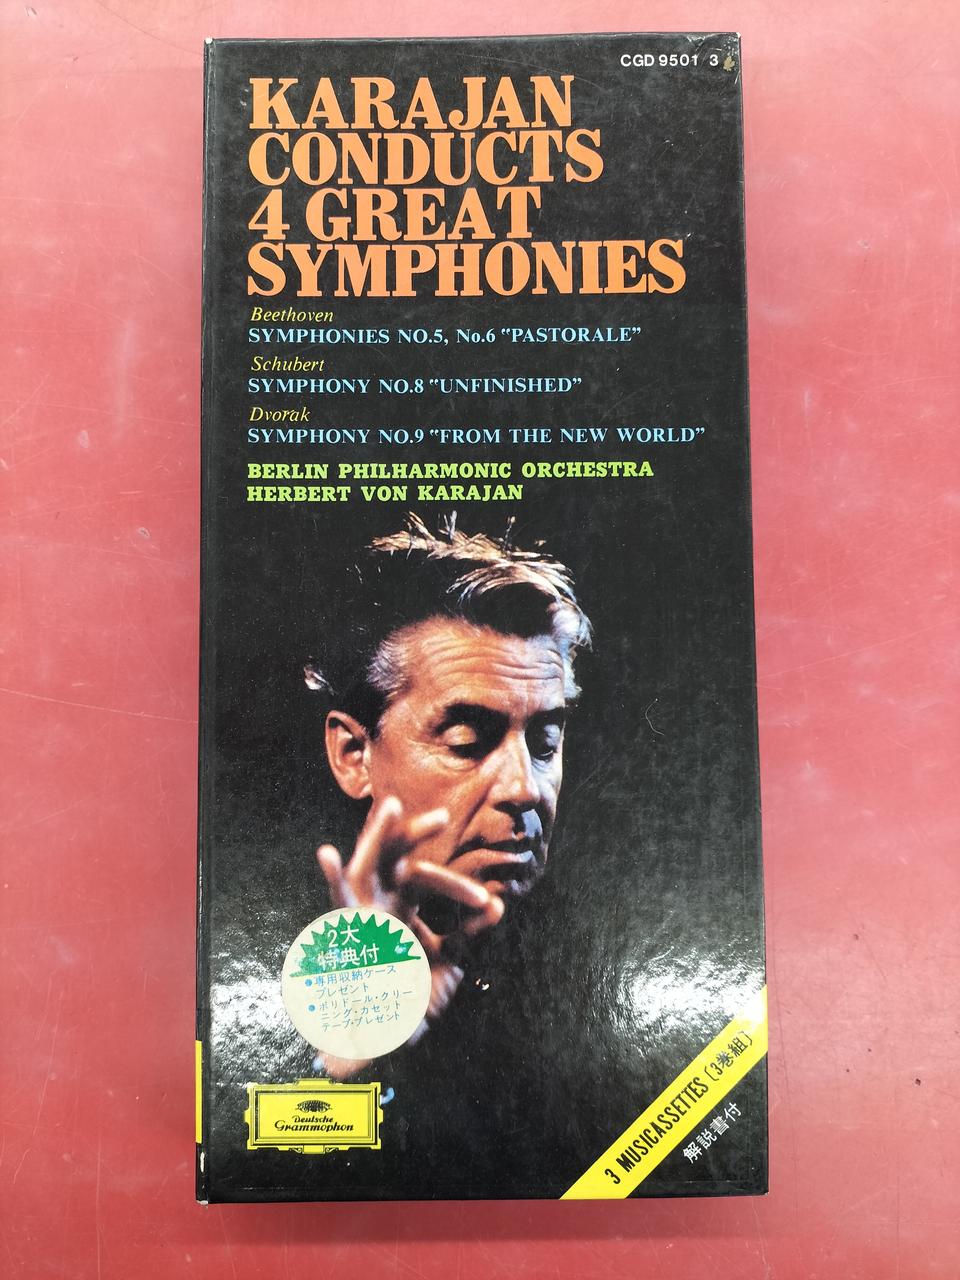 CGD 9501/3
KARAJAN
CONDUCTS
4 GREAT
SYMPHONIES
Beethoven
SYMPHONIES NO.5, No.6 “PASTORALE”
Schubert
SYMPHONY NO.8 “UNFINISHED”
Dvorak
SYMPHONY NO.9 “FROM THE NEW WORLD”
BERLIN PHILHARMONIC ORCHESTRA
HERBERT VON KARAJAN
2大
特典付
●専用収納ケース
プレゼント
●ポリドール・クリー
ニング・カセット
テープ・プレゼント
Deutsche
Grammophon
3 MUSICASSETTES〔3巻組〕
解説書付